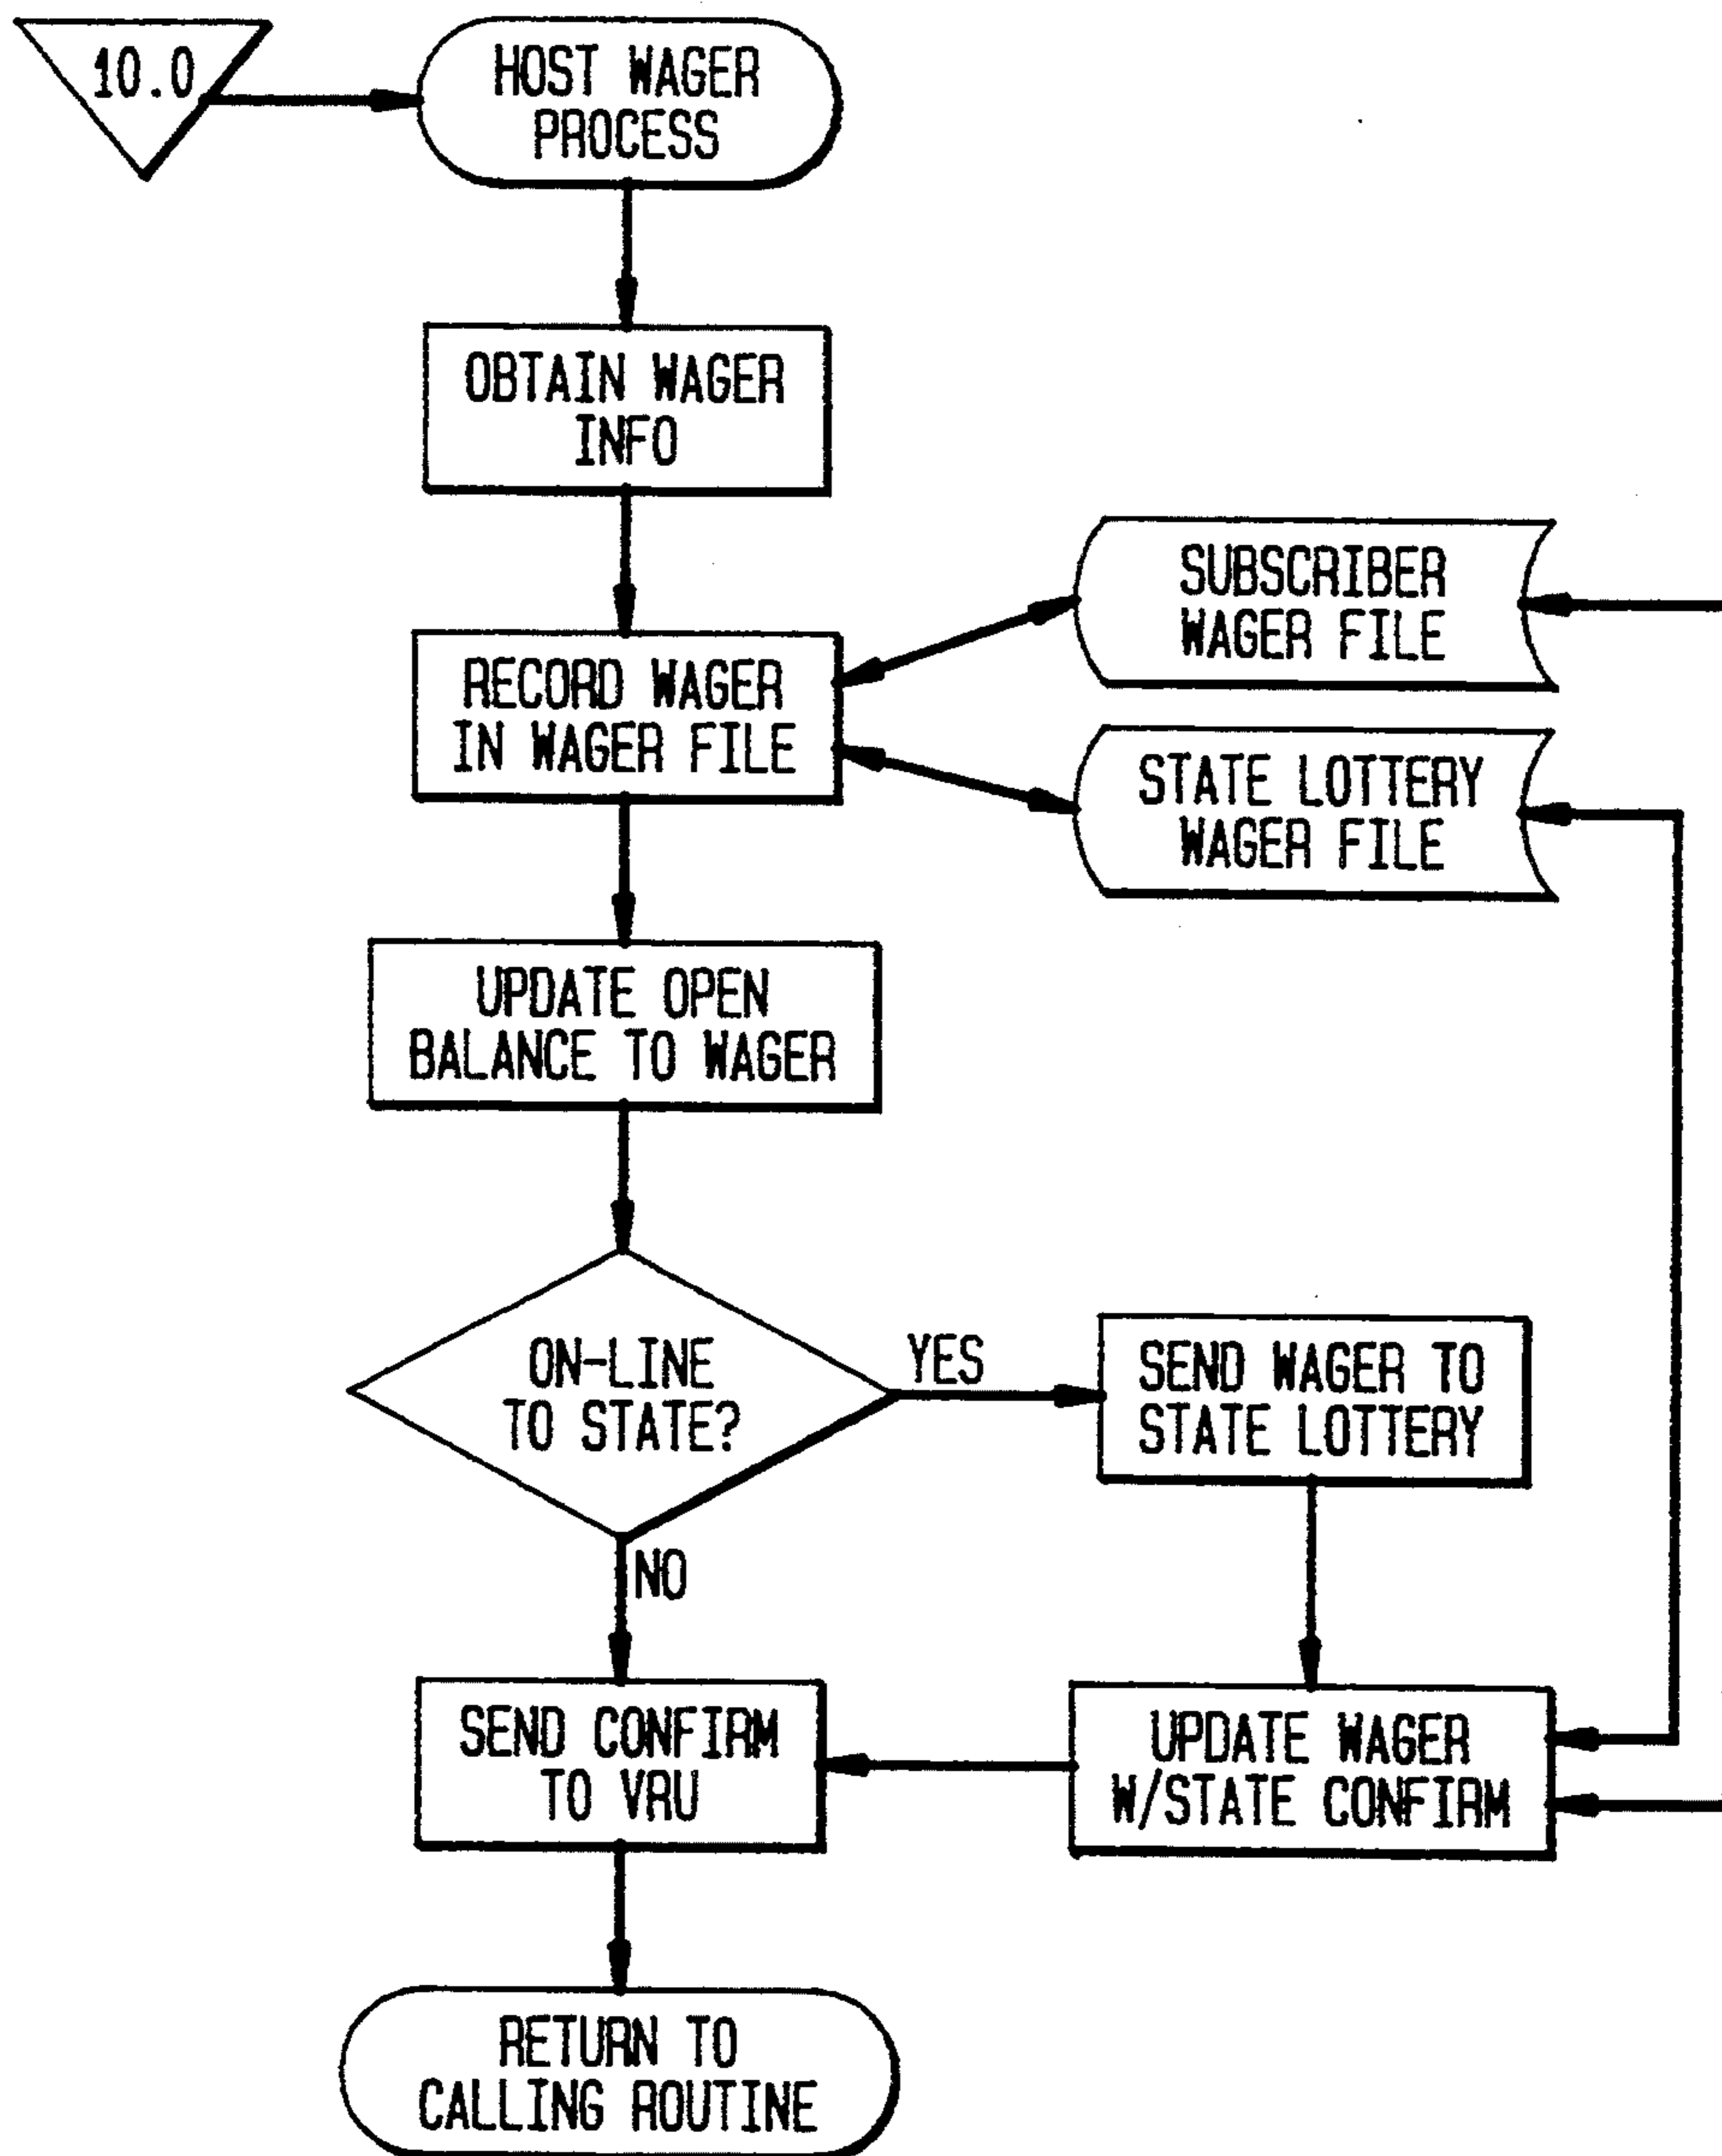 10.0
HOST WAGER
PROCESS
OBTAIN WAGER
INFO
RECORD WAGER
IN WAGER FILE
SUBSCRIBER
WAGER FILE
STATE LOTTERY
WAGER FILE
UPDATE OPEN
BALANCE TO WAGER
ON-LINE
TO STATE?
YES
SEND WAGER TO
STATE LOTTERY
NO
SEND CONFIRM
TO VRU
UPDATE WAGER
W/STATE CONFIRM
RETURN TO
CALLING ROUTINE